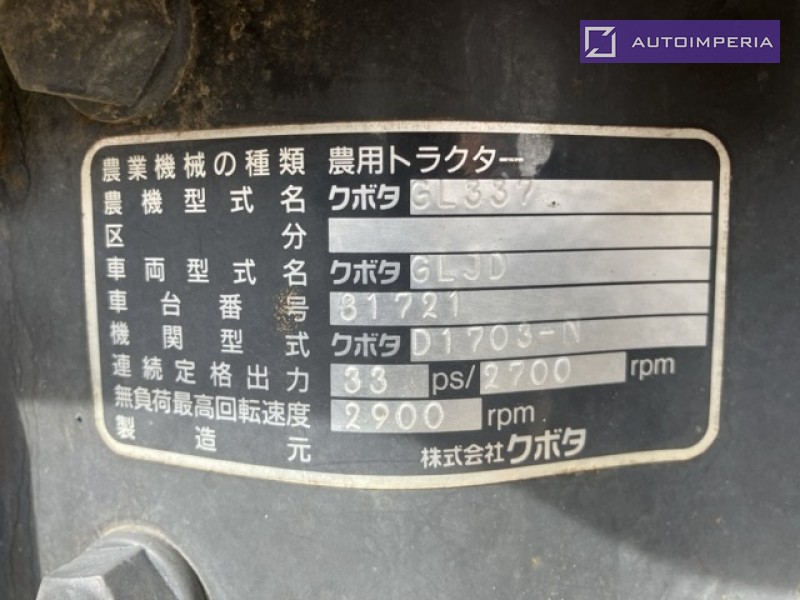 AUTOIMPERIA
農業機械の種類 農用トラクター
農機型式名 クボタ GL337
区分
車両型式名 クボタ GLJD
車台番号 81721
機関型式 クボタ D1703-N
連続定格出力 33 ps/2700 rpm
無負荷最高回転速度 2900 rpm
製造元 株式会社クボタ